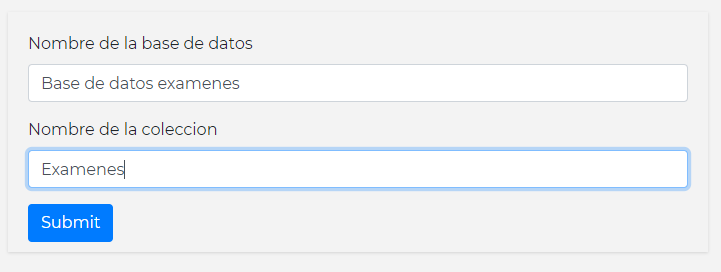 Nombre de la base de datos
Base de datos examenes
Nombre de la coleccion
Examenes
Submit